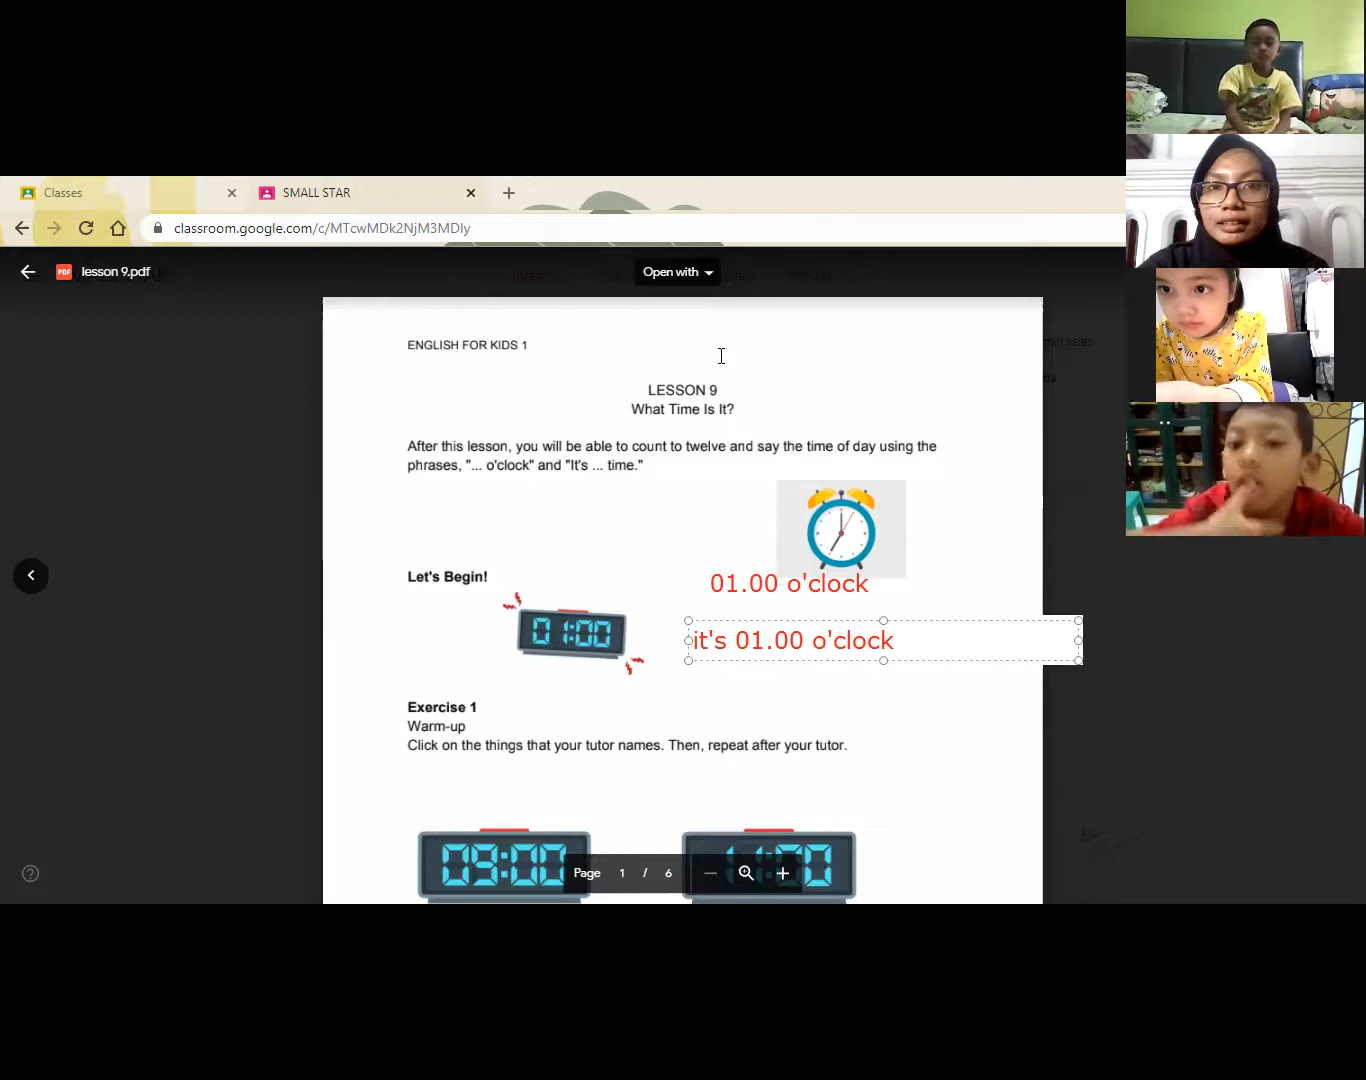 Classes
SMALL STAR
classroom.google.com/c/MTcwMDk2NjM3MDIy
PDF lesson 9.pdf
Open with
ENGLISH FOR KIDS 1
LESSON 9
What Time Is It?
After this lesson, you will be able to count to twelve and say the time of day using the
phrases, "... o'clock" and "It's ... time."
01.00 o'clock
Let's Begin!
01:00
it's 01.00 o'clock
Exercise 1
Warm-up
Click on the things that your tutor names. Then, repeat after your tutor.
09:00
11:00
Page 1 / 6